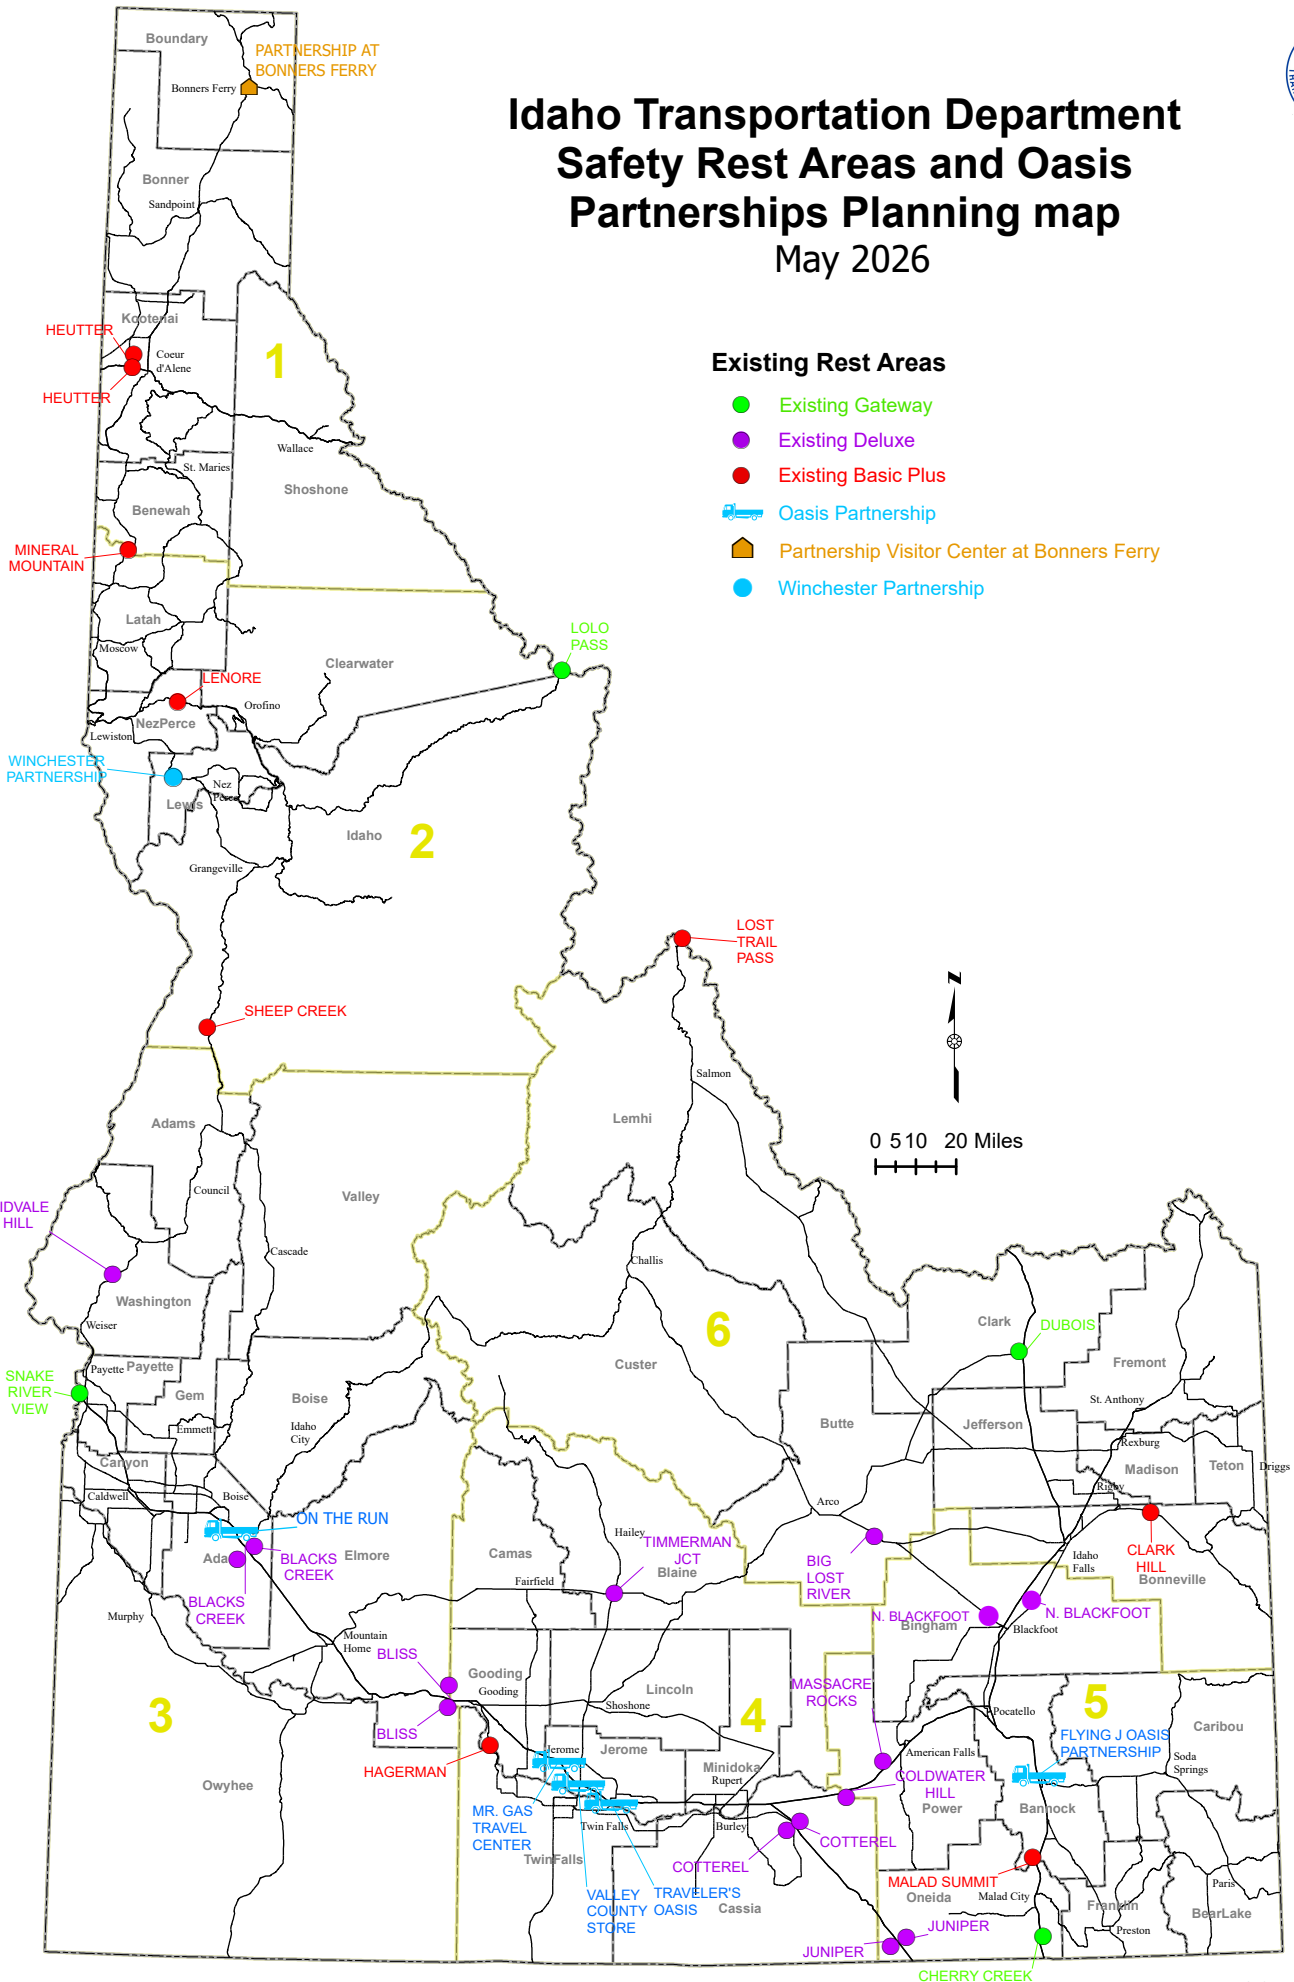 Idaho Transportation Department
Safety Rest Areas and Oasis
Partnerships Planning map
May 2026
Existing Rest Areas
Existing Gateway
Existing Deluxe
Existing Basic Plus
Oasis Partnership
Partnership Visitor Center at Bonners Ferry
Winchester Partnership
Boundary
PARTNERSHIP AT
BONNERS FERRY
Bonners Ferry
Bonner
Sandpoint
Kootenai
HEUTTER
Coeur
d'Alene
HEUTTER
1
Wallace
St. Maries
Shoshone
Benewah
MINERAL
MOUNTAIN
Latah
Moscow
LOLO
PASS
Clearwater
LENORE
Orofino
NezPerce
Lewiston
WINCHESTER
PARTNERSHIP
Nez
Perce
Lewis
Idaho
2
Grangeville
LOST
TRAIL
PASS
SHEEP CREEK
N
Salmon
Lemhi
0 5 10 20 Miles
Adams
Council
Valley
IDVALE
HILL
Cascade
Challis
Washington
Weiser
6
Clark
DUBOIS
Custer
Fremont
Payette
Payette
SNAKE
RIVER
VIEW
Gem
Boise
Idaho
City
Emmett
Butte
Jefferson
St. Anthony
Rexburg
Canyon
Madison
Teton
Driggs
Rigby
Caldwell
Boise
Arco
ON THE RUN
Ada
BLACKS
CREEK
Elmore
Camas
Hailey
TIMMERMAN
JCT
Blaine
BIG
LOST
RIVER
Idaho
Falls
CLARK
HILL
Bonneville
Fairfield
BLACKS
CREEK
Murphy
N. BLACKFOOT
N. BLACKFOOT
Bingham
Blackfoot
Mountain
Home
BLISS
Gooding
Gooding
Lincoln
MASSACRE
ROCKS
3
BLISS
Shoshone
4
5
Pocatello
FLYING J OASIS
PARTNERSHIP
Caribou
Soda
Springs
HAGERMAN
Jerome
Jerome
Minidoka
Rupert
American Falls
COLDWATER
HILL
Owyhee
Power
Bannock
MR. GAS
TRAVEL
CENTER
Twin Falls
Burley
COTTEREL
TwinFalls
COTTEREL
MALAD SUMMIT
VALLEY
COUNTY
STORE
TRAVELER'S
OASIS
Cassia
Oneida
Malad City
Franklin
Paris
BearLake
JUNIPER
Preston
JUNIPER
CHERRY CREEK